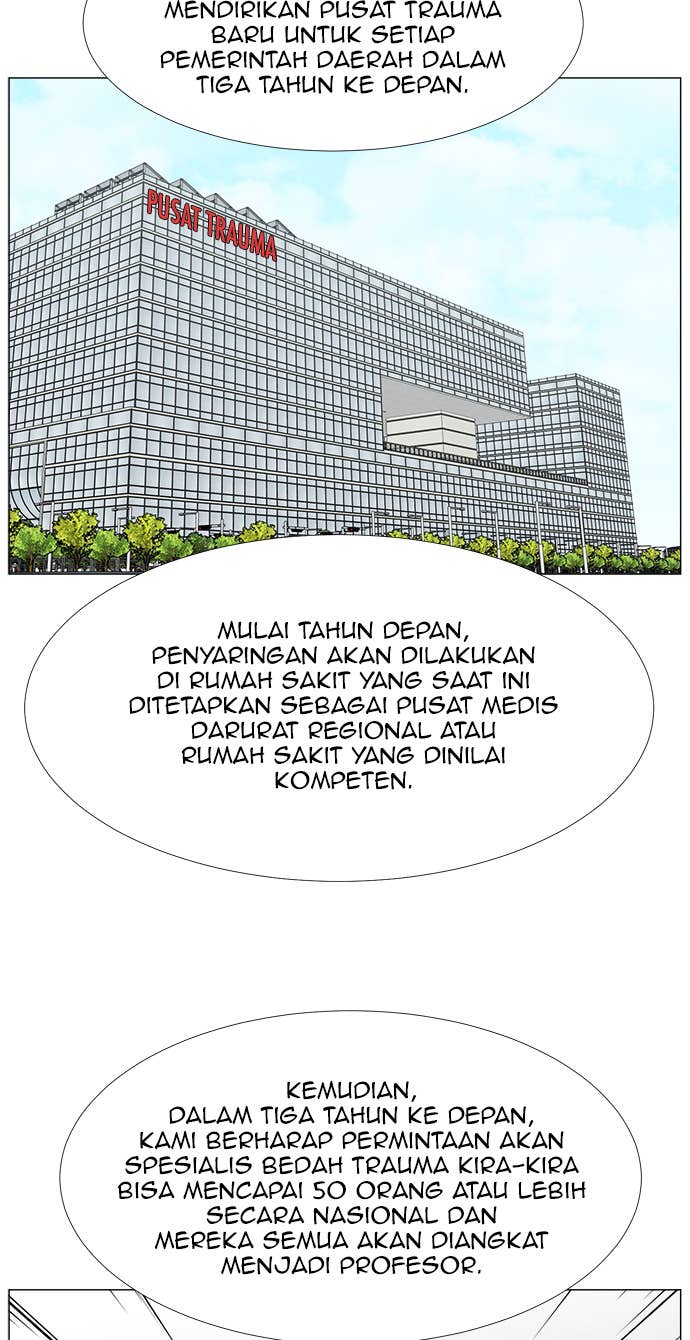 MENDIRIKAN PUSAT TRAUMA
BARU UNTUK SETIAP
PEMERINTAH DAERAH DALAM
TIGA TAHUN KE DEPAN.
PUSAT TRAUMA
MULAI TAHUN DEPAN,
PENYARINGAN AKAN DILAKUKAN
DI RUMAH SAKIT YANG SAAT INI
DITETAPKAN SEBAGAI PUSAT MEDIS
DARURAT REGIONAL ATAU
RUMAH SAKIT YANG DINILAI
KOMPETEN.
KEMUDIAN,
DALAM TIGA TAHUN KE DEPAN,
KAMI BERHARAP PERMINTAAN AKAN
SPESIALIS BEDAH TRAUMA KIRA-KIRA
BISA MENCAPAI 50 ORANG ATAU LEBIH
SECARA NASIONAL DAN
MEREKA SEMUA AKAN DIANGKAT
MENJADI PROFESOR.